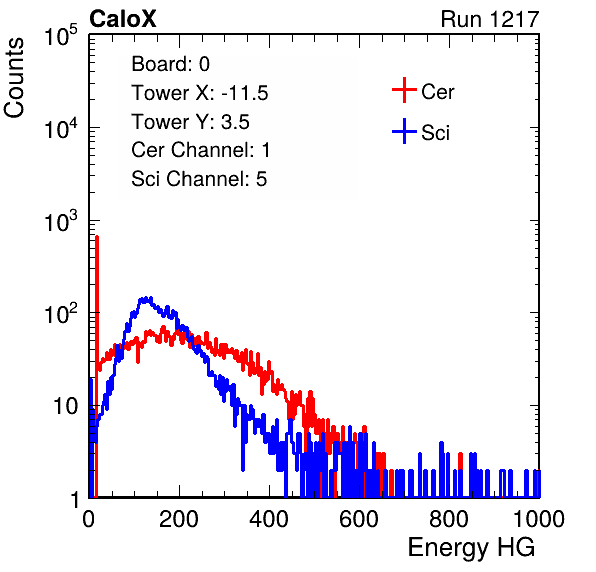 CaloX Run 1217
Counts
10^5
10^4
10^3
10^2
10
1
Board: 0
Tower X: -11.5
Tower Y: 3.5
Cer Channel: 1
Sci Channel: 5
Cer
Sci
0 200 400 600 800 1000
Energy HG